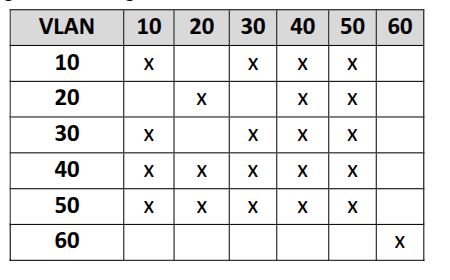 VLAN 10 20 30 40 50 60
10 x x x x
20 x x x
30 x x x x
40 x x x x x
50 x x x x x
60 x